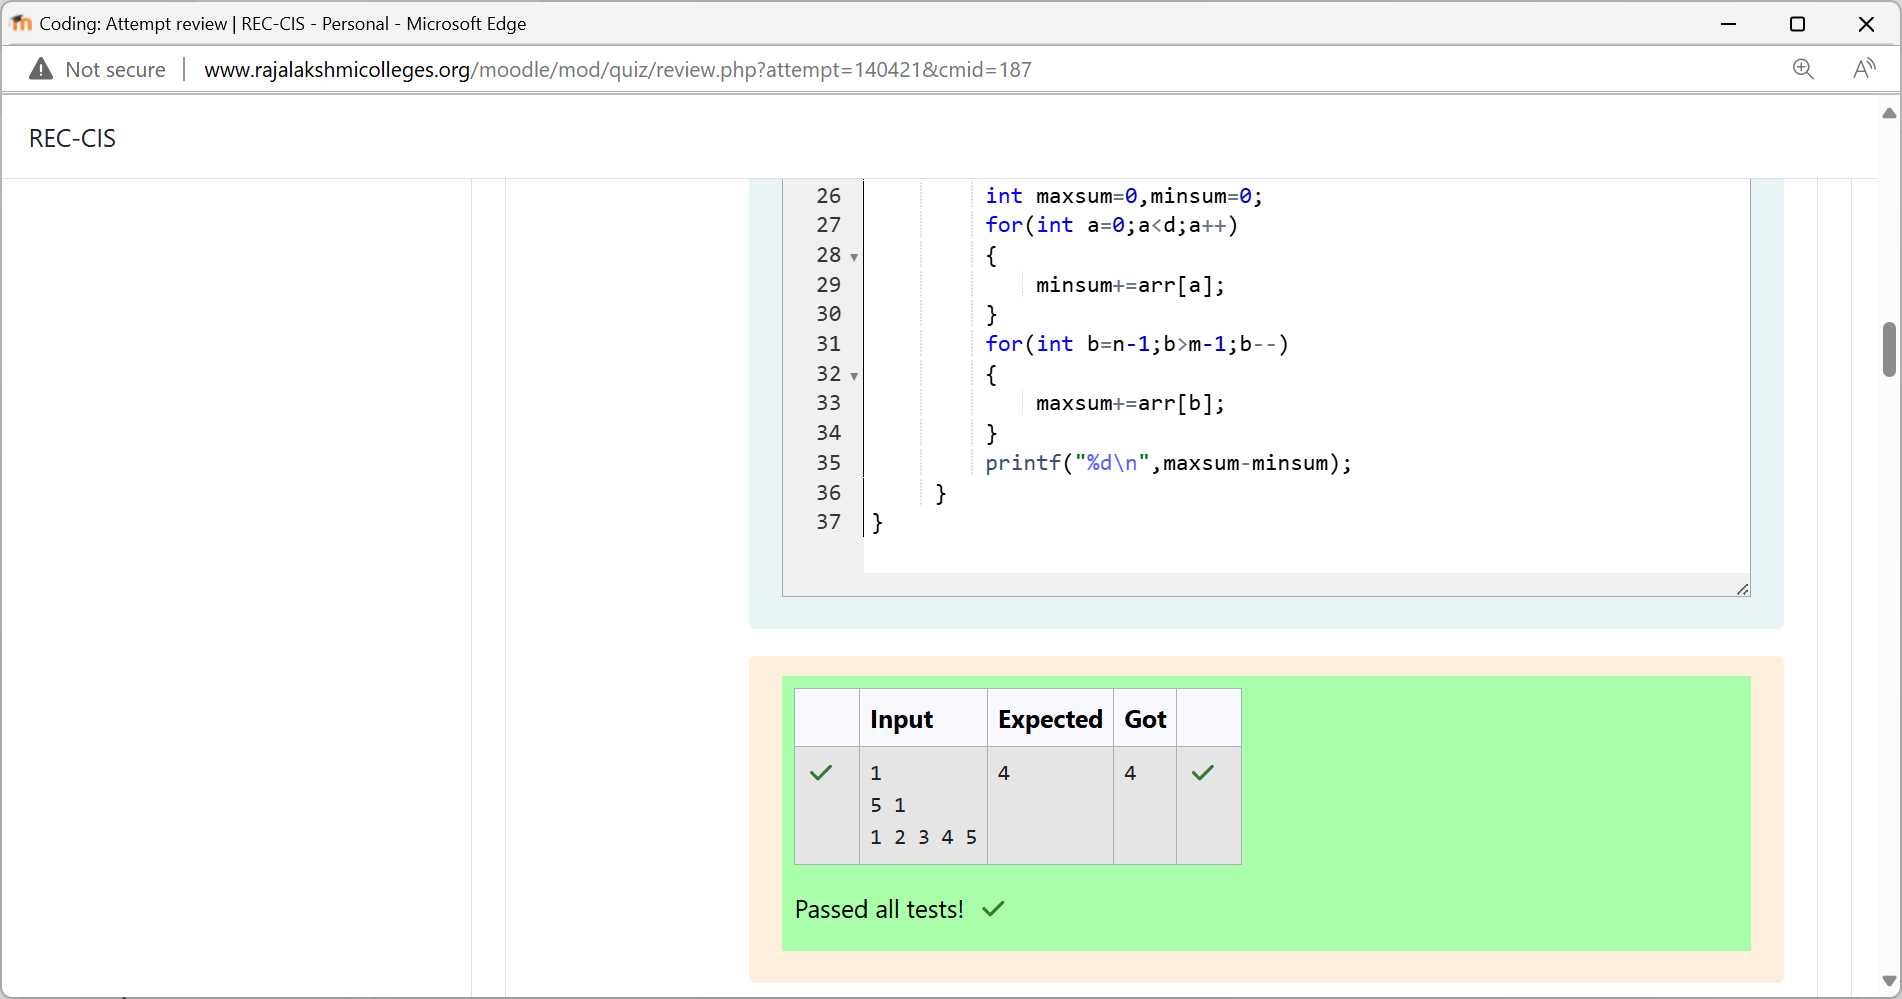 Coding: Attempt review | REC-CIS - Personal - Microsoft Edge
Not secure | www.rajalakshmicolleges.org/moodle/mod/quiz/review.php?attempt=140421&cmid=187
REC-CIS
26 int maxsum=0,minsum=0;
27 for(int a=0;a<d;a++)
28 {
29 minsum+=arr[a];
30 }
31 for(int b=n-1;b>m-1;b--)
32 {
33 maxsum+=arr[b];
34 }
35 printf("%d\n",maxsum-minsum);
36 }
37 }
Input Expected Got
1 4 4
5 1
1 2 3 4 5
Passed all tests!